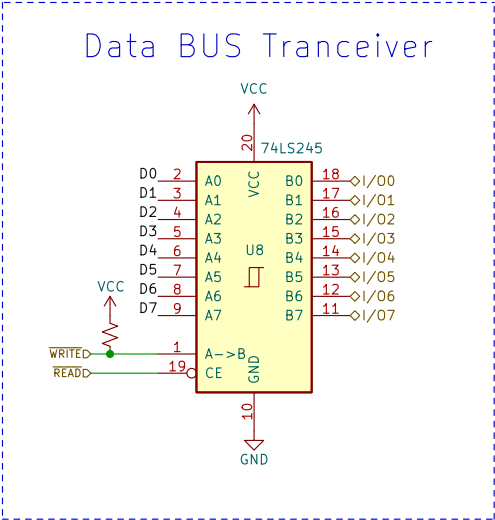 Data BUS Tranceiver
VCC
20
74LS245
D0 2 A0 VCC B0 18 I/O0
D1 3 A1 B1 17 I/O1
D2 4 A2 B2 16 I/O2
D3 5 A3 B3 15 I/O3
D4 6 A4 U8 B4 14 I/O4
D5 7 A5 B5 13 I/O5
D6 8 A6 B6 12 I/O6
D7 9 A7 B7 11 I/O7
VCC
WRITE 1 A->B
READ 19 CE GND
10
GND